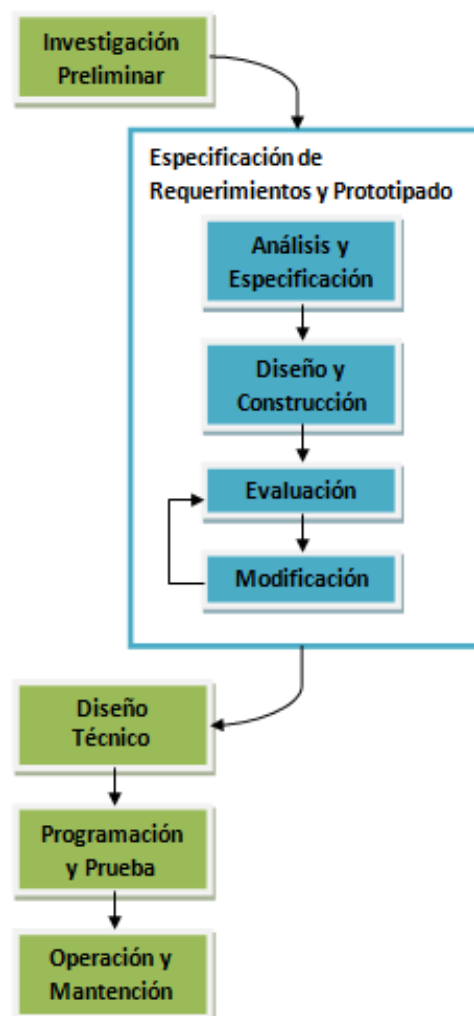 Investigación
Preliminar
Especificación de
Requerimientos y Prototipado
Análisis y
Especificación
Diseño y
Construcción
Evaluación
Modificación
Diseño
Técnico
Programación
y Prueba
Operación y
Mantención